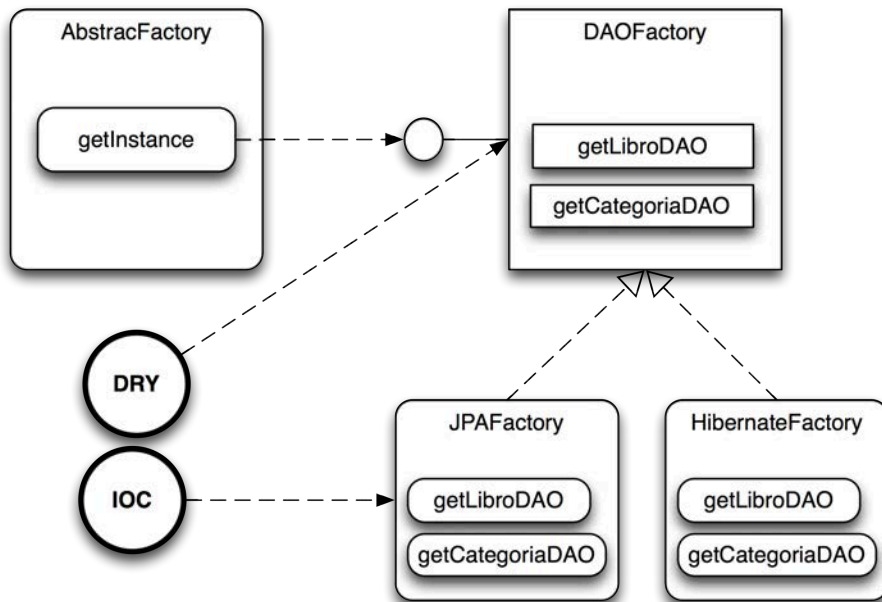 AbstracFactory
getInstance
DAOFactory
getLibroDAO
getCategoriaDAO
DRY
IOC
JPAFactory
getLibroDAO
getCategoriaDAO
HibernateFactory
getLibroDAO
getCategoriaDAO